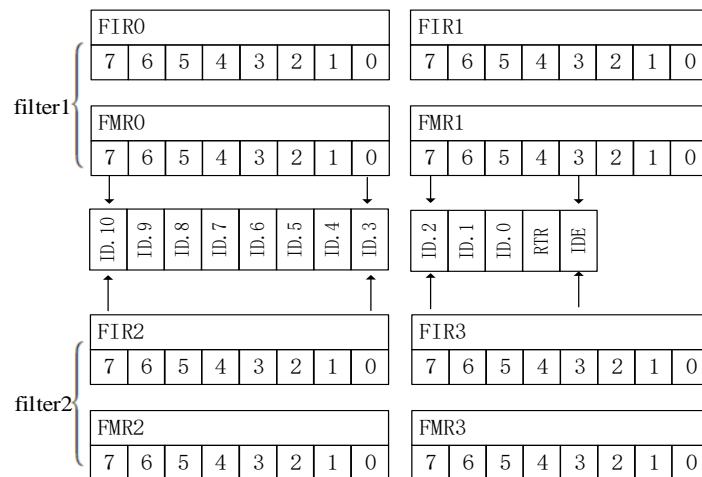 FIR0 FIR1
7 6 5 4 3 2 1 0 7 6 5 4 3 2 1 0
filter1
FMR0 FMR1
7 6 5 4 3 2 1 0 7 6 5 4 3 2 1 0
ID.10 ID.9 ID.8 ID.7 ID.6 ID.5 ID.4 ID.3 ID.2 ID.1 ID.0 RTR IDE
FIR2 FIR3
7 6 5 4 3 2 1 0 7 6 5 4 3 2 1 0
filter2
FMR2 FMR3
7 6 5 4 3 2 1 0 7 6 5 4 3 2 1 0